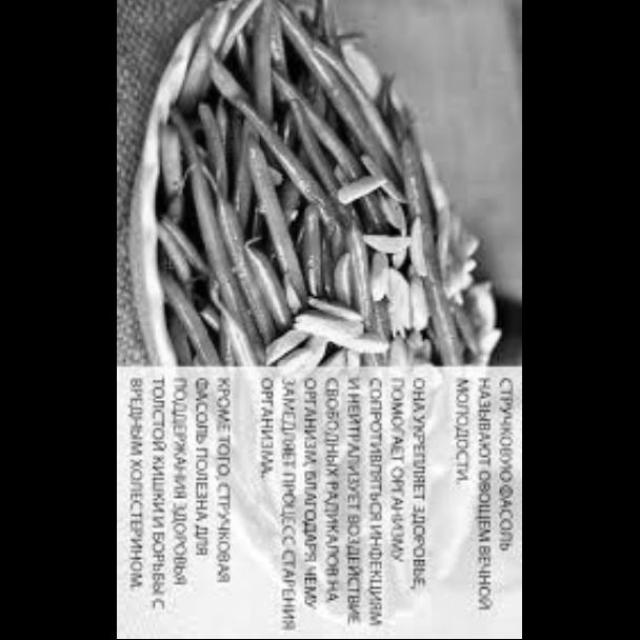 СТРУЧКОВУЮ ФАСОЛЬ
НАЗЫВАЮТ ОВОЩЕМ ВЕЧНОЙ
МОЛОДОСТИ.
ОНА УКРЕПЛЯЕТ ЗДОРОВЬЕ,
ПОМОГАЕТ ОРГАНИЗМУ
СОПРОТИВЛЯТЬСЯ ИНФЕКЦИЯМ
И НЕЙТРАЛИЗУЕТ ВОЗДЕЙСТВИЕ
СВОБОДНЫХ РАДИКАЛОВ НА
ОРГАНИЗМ, БЛАГОДАРЯ ЧЕМУ
ЗАМЕДЛЯЕТ ПРОЦЕСС СТАРЕНИЯ
ОРГАНИЗМА.
КРОМЕ ТОГО, СТРУЧКОВАЯ
ФАСОЛЬ ПОЛЕЗНА ДЛЯ
ПОДДЕРЖАНИЯ ЗДОРОВЬЯ
ТОЛСТОЙ КИШКИ И БОРЬБЫ С
ВРЕДНЫМ ХОЛЕСТЕРИНОМ.